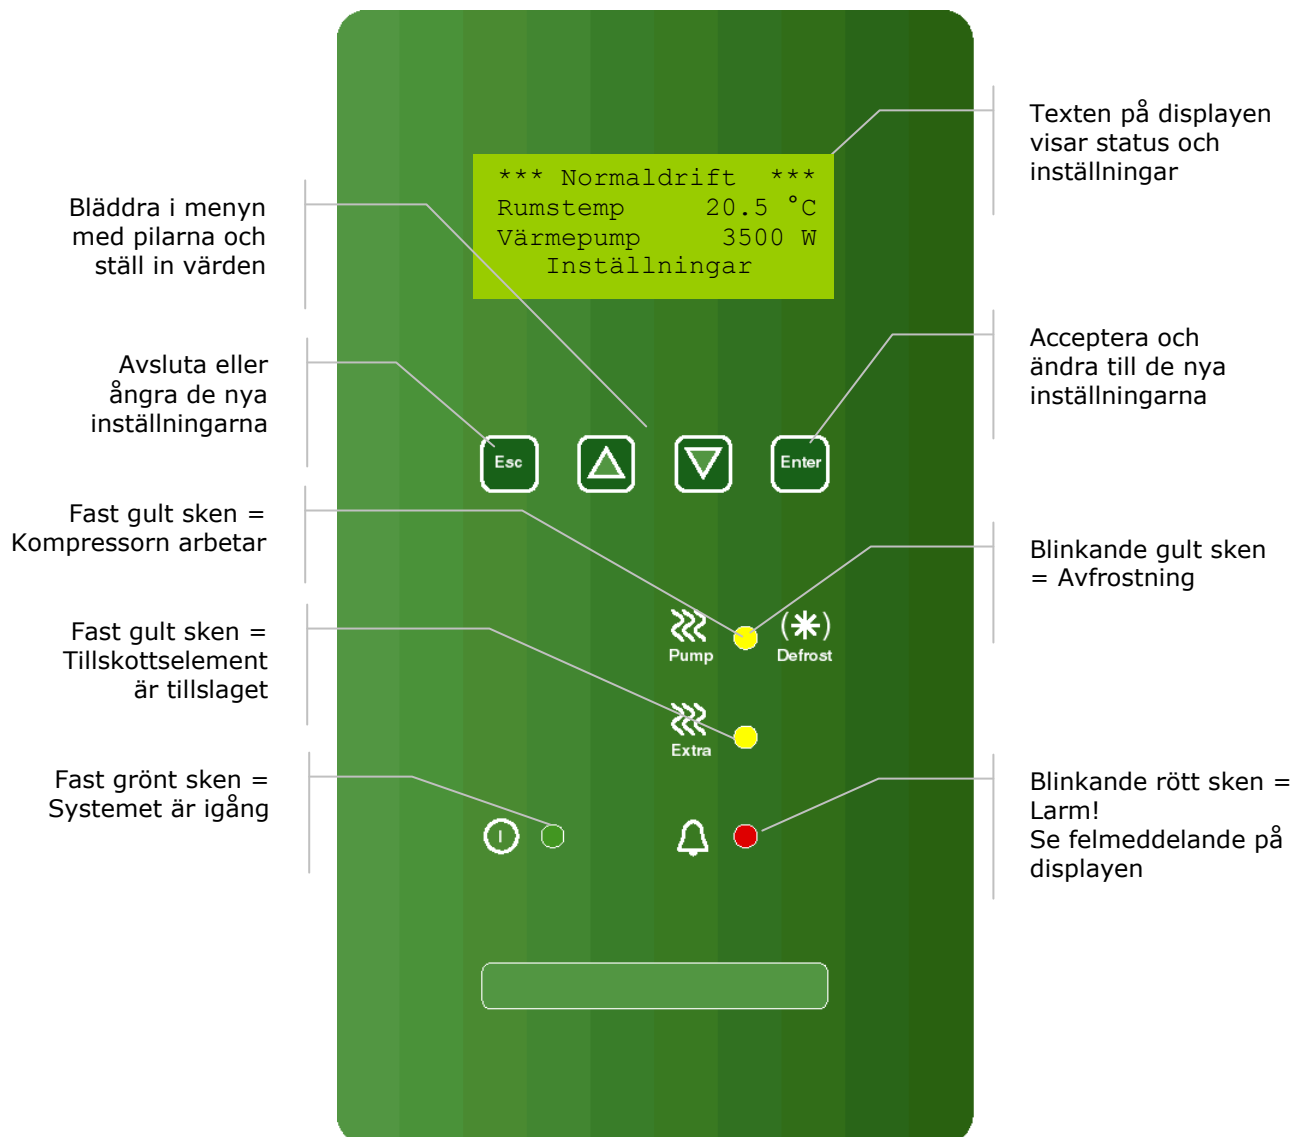 Texten på displayen
visar status och
inställningar
*** Normaldrift ***
Rumstemp 20.5 °C
Värmepump 3500 W
Inställningar
Bläddra i menyn
med pilarna och
ställ in värden
Acceptera och
ändra till de nya
inställningarna
Avsluta eller
ångra de nya
inställningarna
Esc
Enter
Fast gult sken =
Kompressorn arbetar
Blinkande gult sken
= Avfrostning
Pump
Defrost
Fast gult sken =
Tillskottselement
är tillslaget
Extra
Fast grönt sken =
Systemet är igång
Blinkande rött sken =
Larm!
Se felmeddelande på
displayen